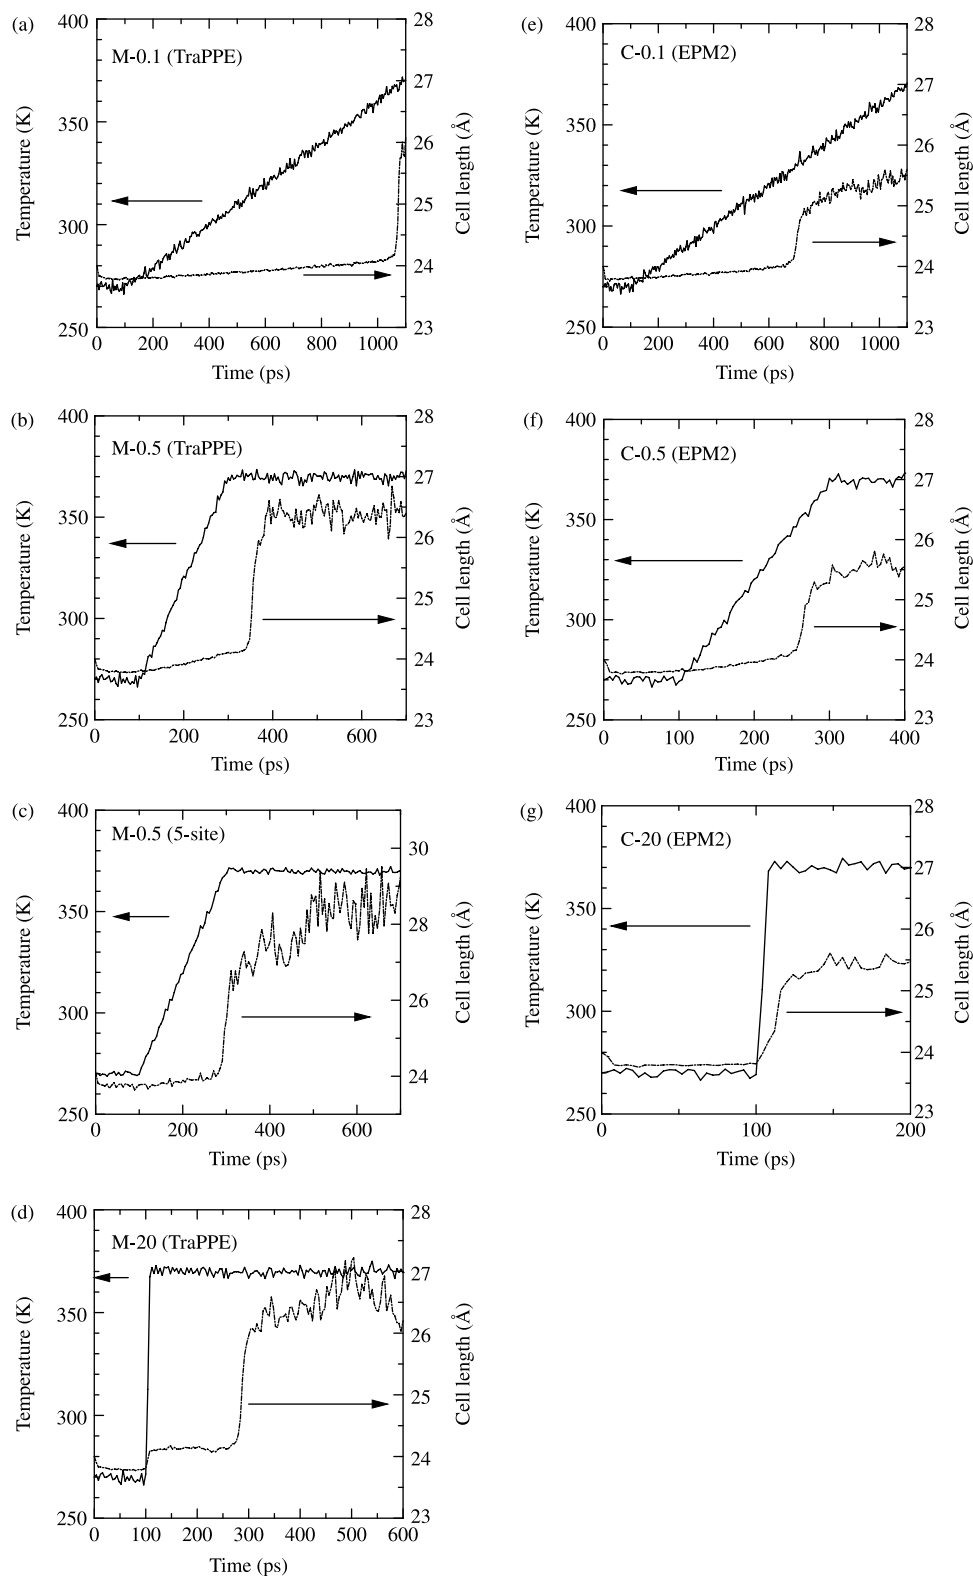 (a)
M-0.1 (TraPPE)
400
350
300
250
Temperature (K)
28
27
26
25
24
23
Cell length (Å)
0 200 400 600 800 1000
Time (ps)
(e)
C-0.1 (EPM2)
400
350
300
250
Temperature (K)
28
27
26
25
24
23
Cell length (Å)
0 200 400 600 800 1000
Time (ps)
(b)
M-0.5 (TraPPE)
400
350
300
250
Temperature (K)
28
27
26
25
24
23
Cell length (Å)
0 200 400 600
Time (ps)
(f)
C-0.5 (EPM2)
400
350
300
250
Temperature (K)
28
27
26
25
24
23
Cell length (Å)
0 100 200 300 400
Time (ps)
(c)
M-0.5 (5-site)
400
350
300
250
Temperature (K)
30
29
28
26
24
Cell length (Å)
0 200 400 600
Time (ps)
(g)
C-20 (EPM2)
400
350
300
250
Temperature (K)
28
27
26
25
24
23
Cell length (Å)
0 100 200
Time (ps)
(d)
M-20 (TraPPE)
400
350
300
250
Temperature (K)
28
27
26
25
24
23
Cell length (Å)
0 100 200 300 400 500 600
Time (ps)